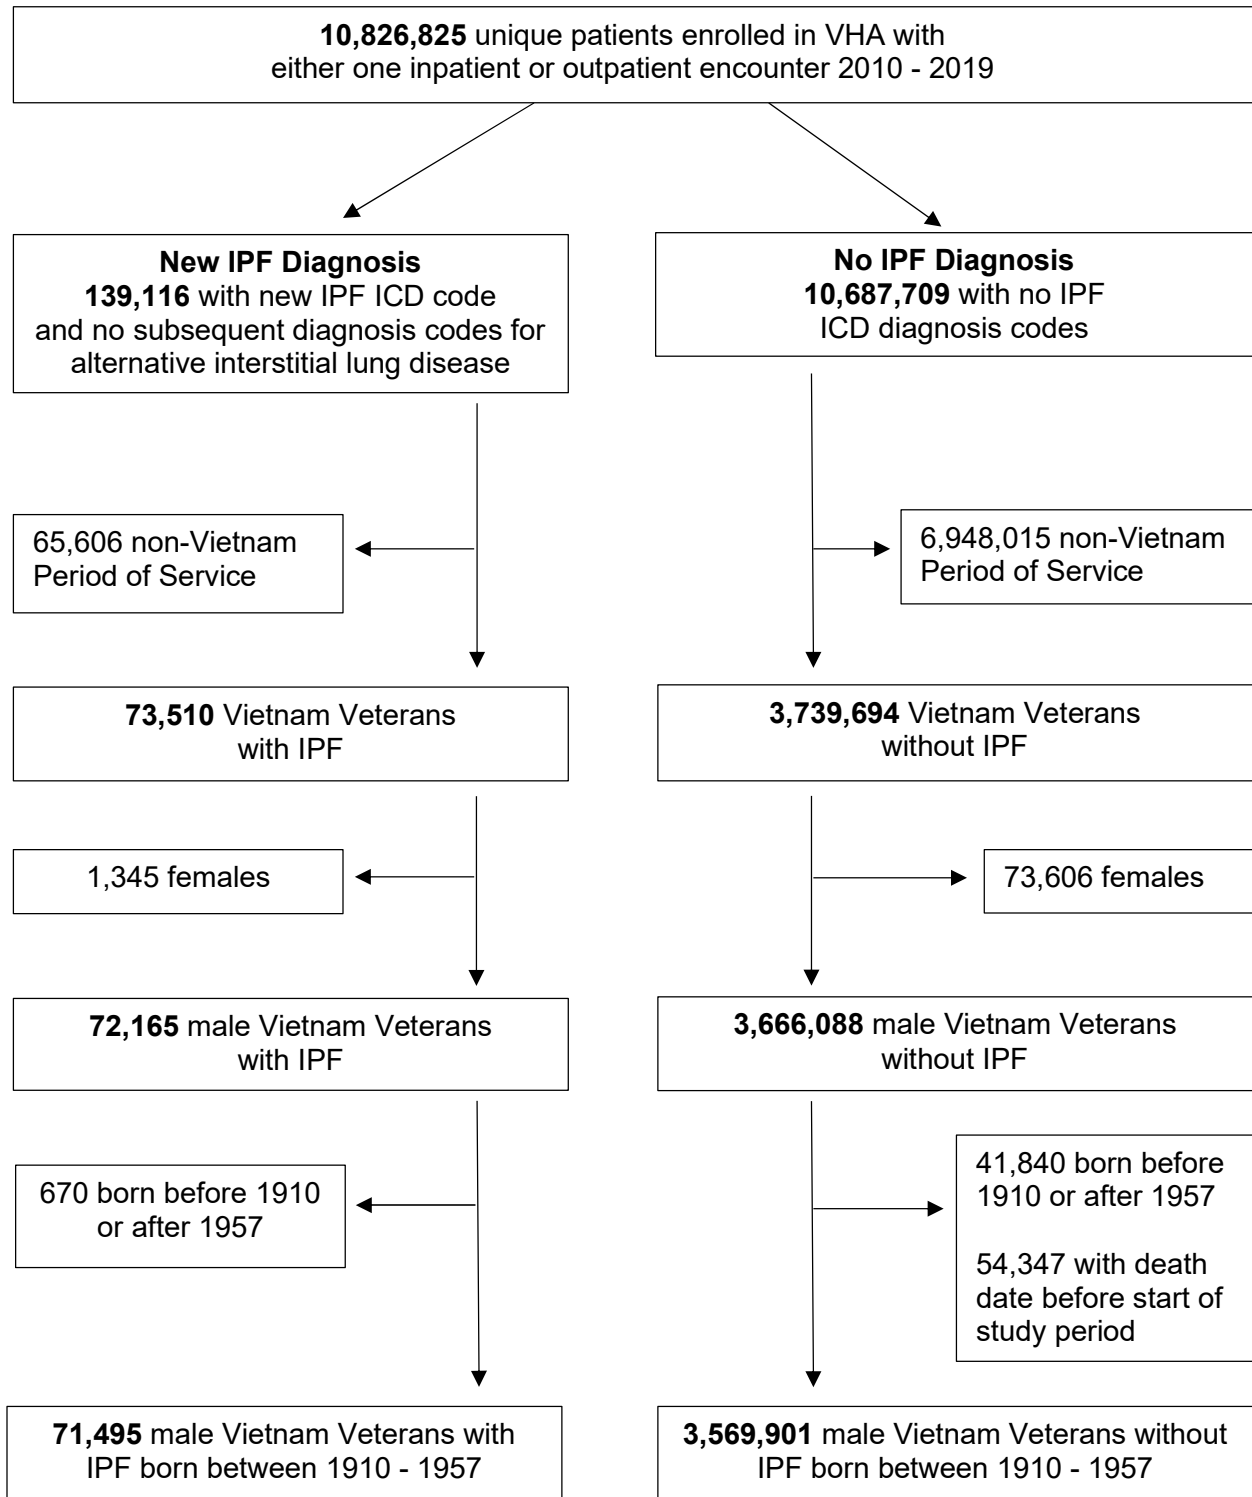 10,826,825 unique patients enrolled in VHA with
either one inpatient or outpatient encounter 2010 - 2019
New IPF Diagnosis
139,116 with new IPF ICD code
and no subsequent diagnosis codes for
alternative interstitial lung disease
No IPF Diagnosis
10,687,709 with no IPF
ICD diagnosis codes
65,606 non-Vietnam
Period of Service
6,948,015 non-Vietnam
Period of Service
73,510 Vietnam Veterans
with IPF
3,739,694 Vietnam Veterans
without IPF
1,345 females
73,606 females
72,165 male Vietnam Veterans
with IPF
3,666,088 male Vietnam Veterans
without IPF
670 born before 1910
or after 1957
41,840 born before
1910 or after 1957
54,347 with death
date before start of
study period
71,495 male Vietnam Veterans with
IPF born between 1910 - 1957
3,569,901 male Vietnam Veterans without
IPF born between 1910 - 1957